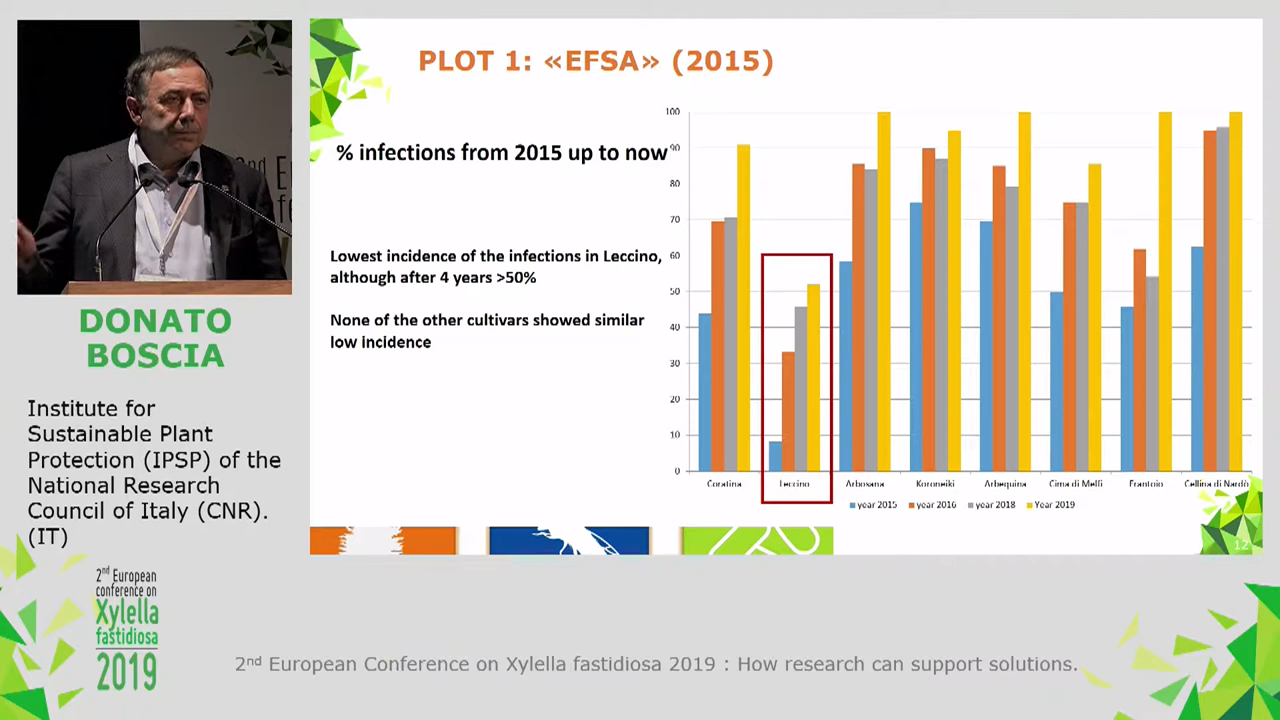 PLOT 1: «EFSA» (2015)
% infections from 2015 up to now
Lowest incidence of the infections in Leccino,
although after 4 years >50%
None of the other cultivars showed similar
low incidence
100
90
80
70
60
50
40
30
20
10
0
Coratina Leccino Arbosana Koroneiki Arbequina Cima di Melfi Frantoio Cellina di Nardò
year 2015 year 2016 year 2018 Year 2019
12
2nd Eur
DONATO
BOSCIA
Institute for
Sustainable Plant
Protection (IPSP) of the
National Research
Council of Italy (CNR).
(IT)
2nd European
conference on
Xylella
fastidiosa
2019
2nd European Conference on Xylella fastidiosa 2019 : How research can support solutions.